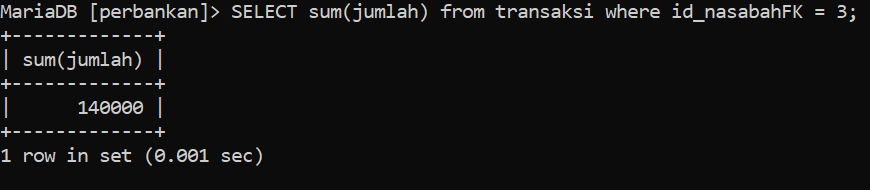 MariaDB [perbankan]> SELECT sum(jumlah) from transaksi where id_nasabahFK = 3;
+-------------+
| sum(jumlah) |
+-------------+
|      140000 |
+-------------+
1 row in set (0.001 sec)